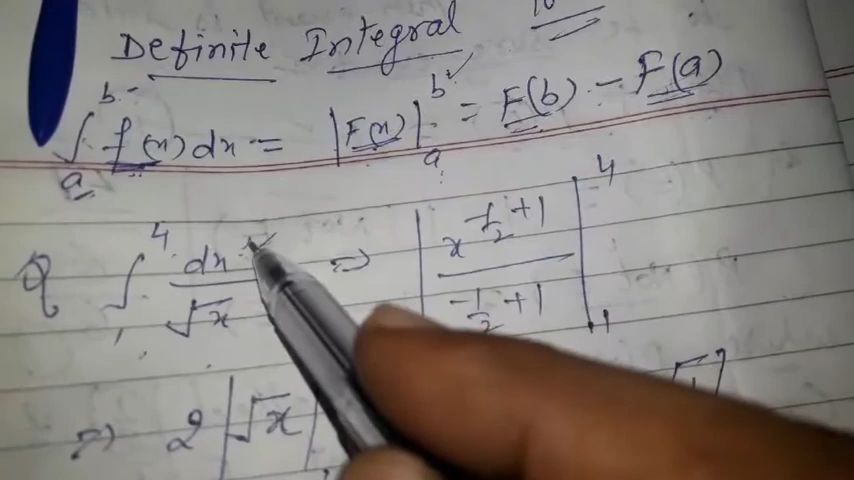 Definite Integral
∫ₐᵇ f(x) dx = |F(x)|ₐᵇ = F(b) - F(a)
Q ∫₁⁴ dx/√x ⇒ |x^(-1/2+1)/(-1/2+1)|₁⁴
⇒ 2|√x|